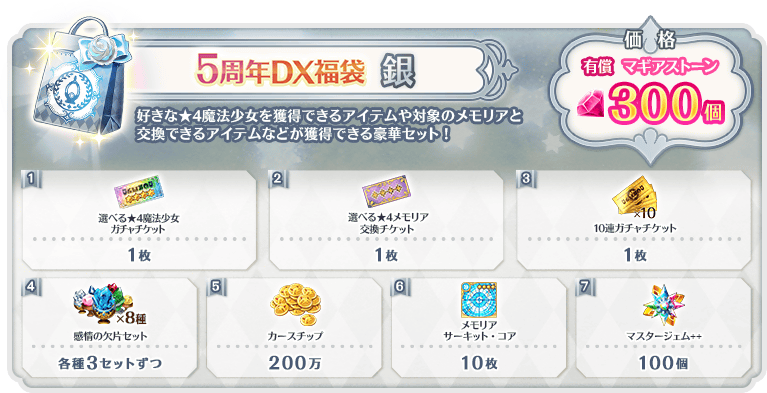 5周年DX福袋 銀
価格
有償 マギアストーン
300個
好きな★4魔法少女を獲得できるアイテムや対象のメモリアと
交換できるアイテムなどが獲得できる豪華セット！
1
選べる★4魔法少女
ガチャチケット
1枚
2
選べる★4メモリア
交換チケット
1枚
3
×10
10連ガチャチケット
1枚
4
×8種
感情の欠片セット
各種3セットずつ
5
カースチップ
200万
6
メモリア
サーキット・コア
10枚
7
マスタージェム++
100個